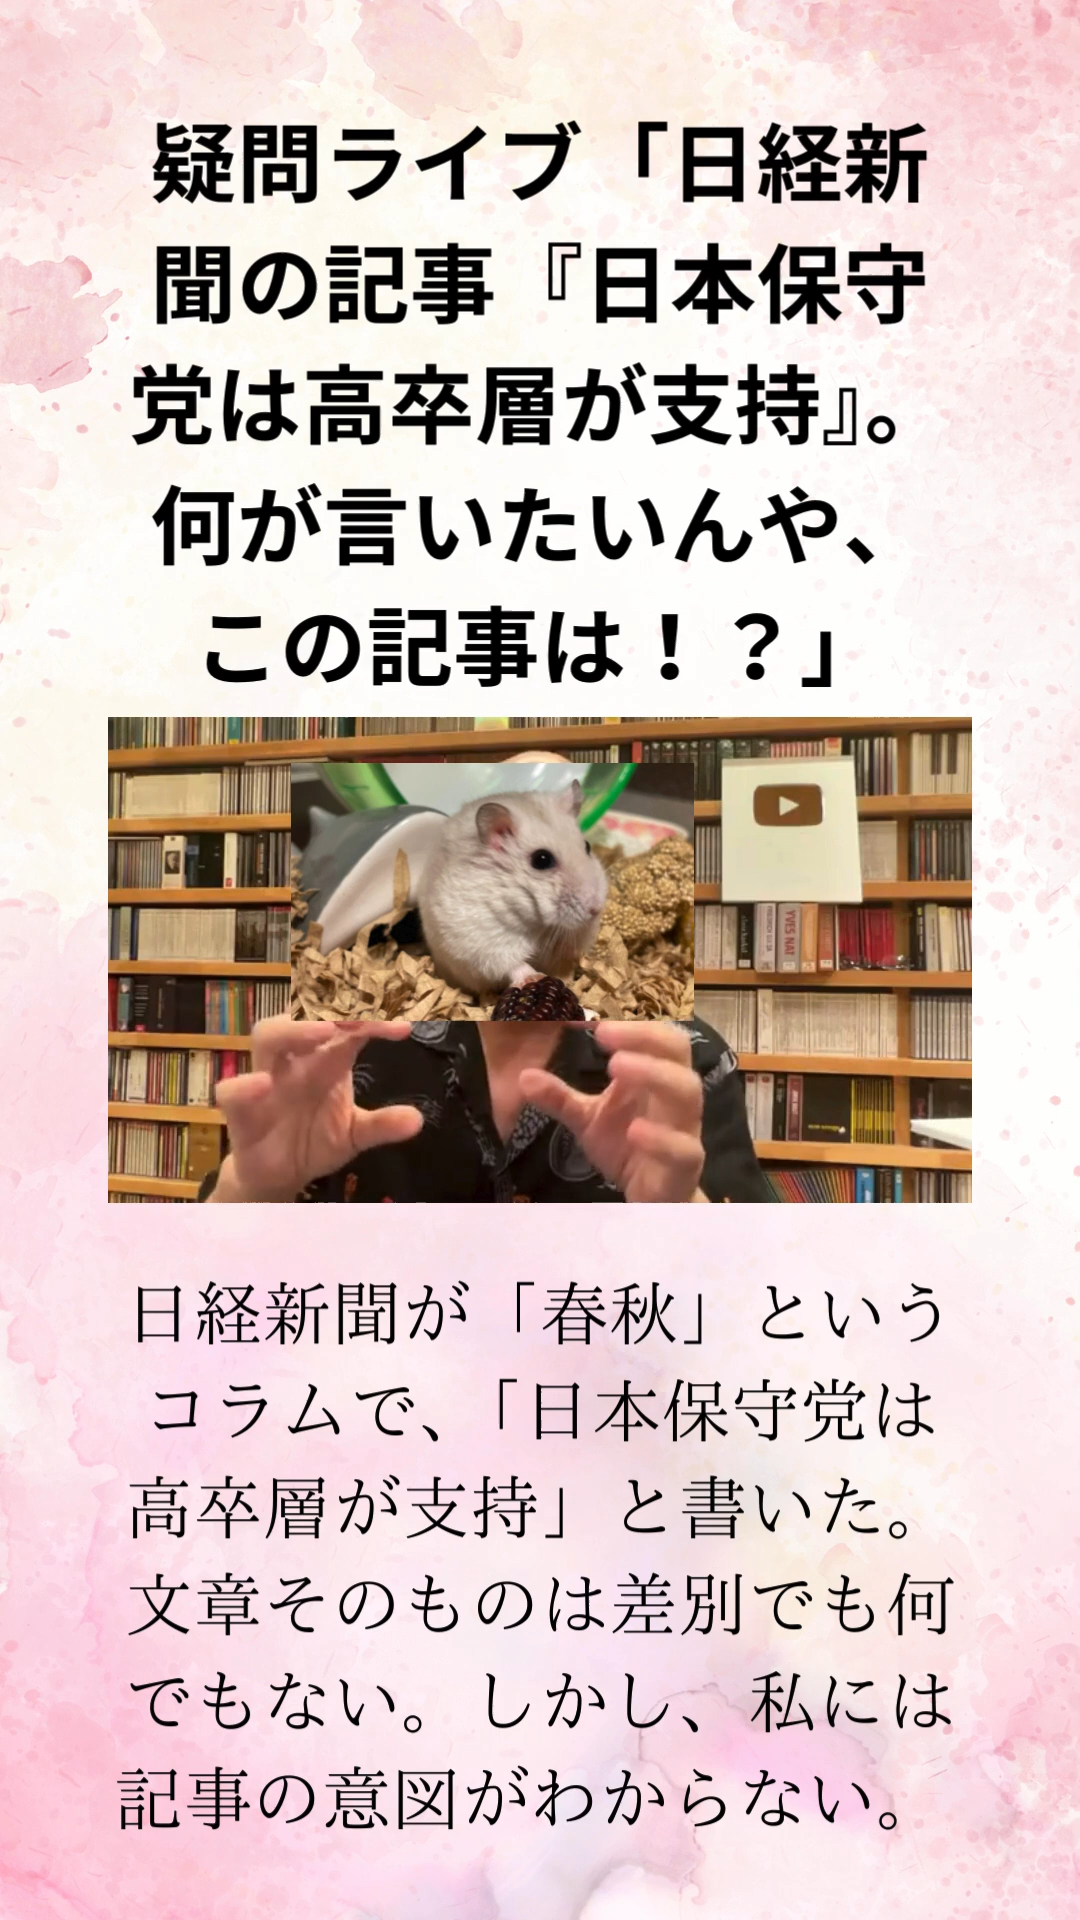 疑問ライブ「日経新
聞の記事『日本保守
党は高卒層が支持』。
何が言いたいんや、
この記事は！？」
YVES NAT
日経新聞が「春秋」という
コラムで、「日本保守党は
高卒層が支持」と書いた。
文章そのものは差別でも何
でもない。しかし、私には
記事の意図がわからない。